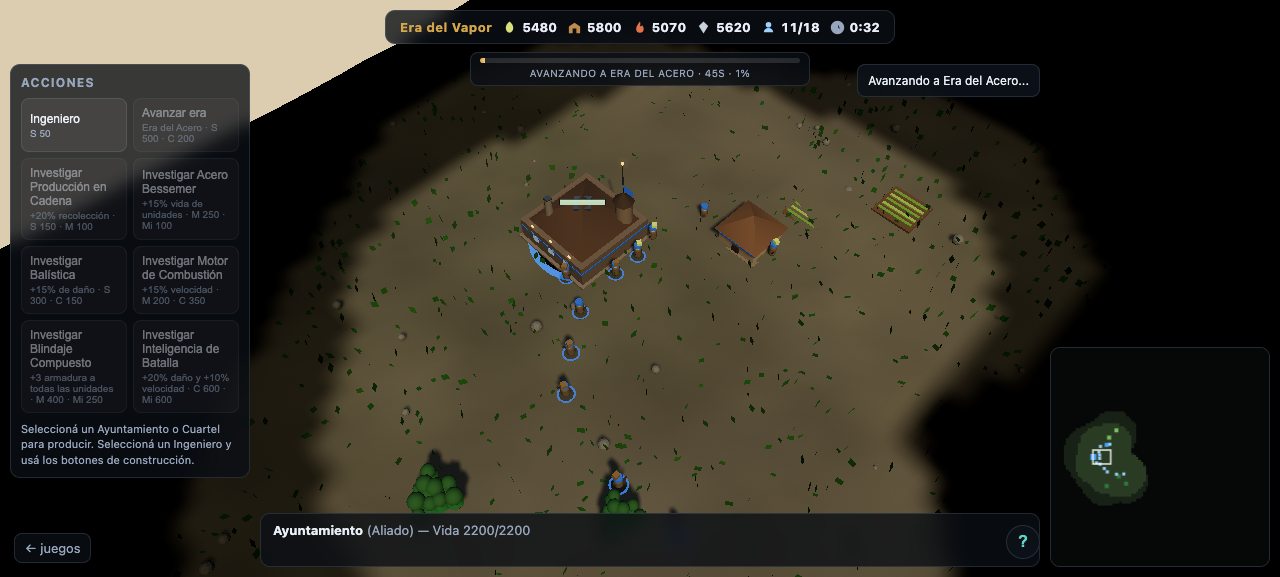 Era del Vapor 5480 5800 5070 5620 11/18 0:32
AVANZANDO A ERA DEL ACERO · 45S · 1%
Avanzando a Era del Acero...
ACCIONES
Ingeniero
S 50
Avanzar era
Era del Acero · S
500 · C 200
Investigar
Producción en
Cadena
+20% recolección ·
S 150 · M 100
Investigar Acero
Bessemer
+15% vida de
unidades · M 250 ·
Mi 100
Investigar
Balística
+15% de daño · S
300 · C 150
Investigar Motor
de Combustión
+15% velocidad ·
M 200 · C 350
Investigar
Blindaje
Compuesto
+3 armadura a
todas las unidades
· M 400 · Mi 250
Investigar
Inteligencia de
Batalla
+20% daño y +10%
velocidad · C 600 ·
Mi 600
Seleccioná un Ayuntamiento o Cuartel
para producir. Seleccioná un Ingeniero y
usá los botones de construcción.
← juegos
Ayuntamiento (Aliado) — Vida 2200/2200
?